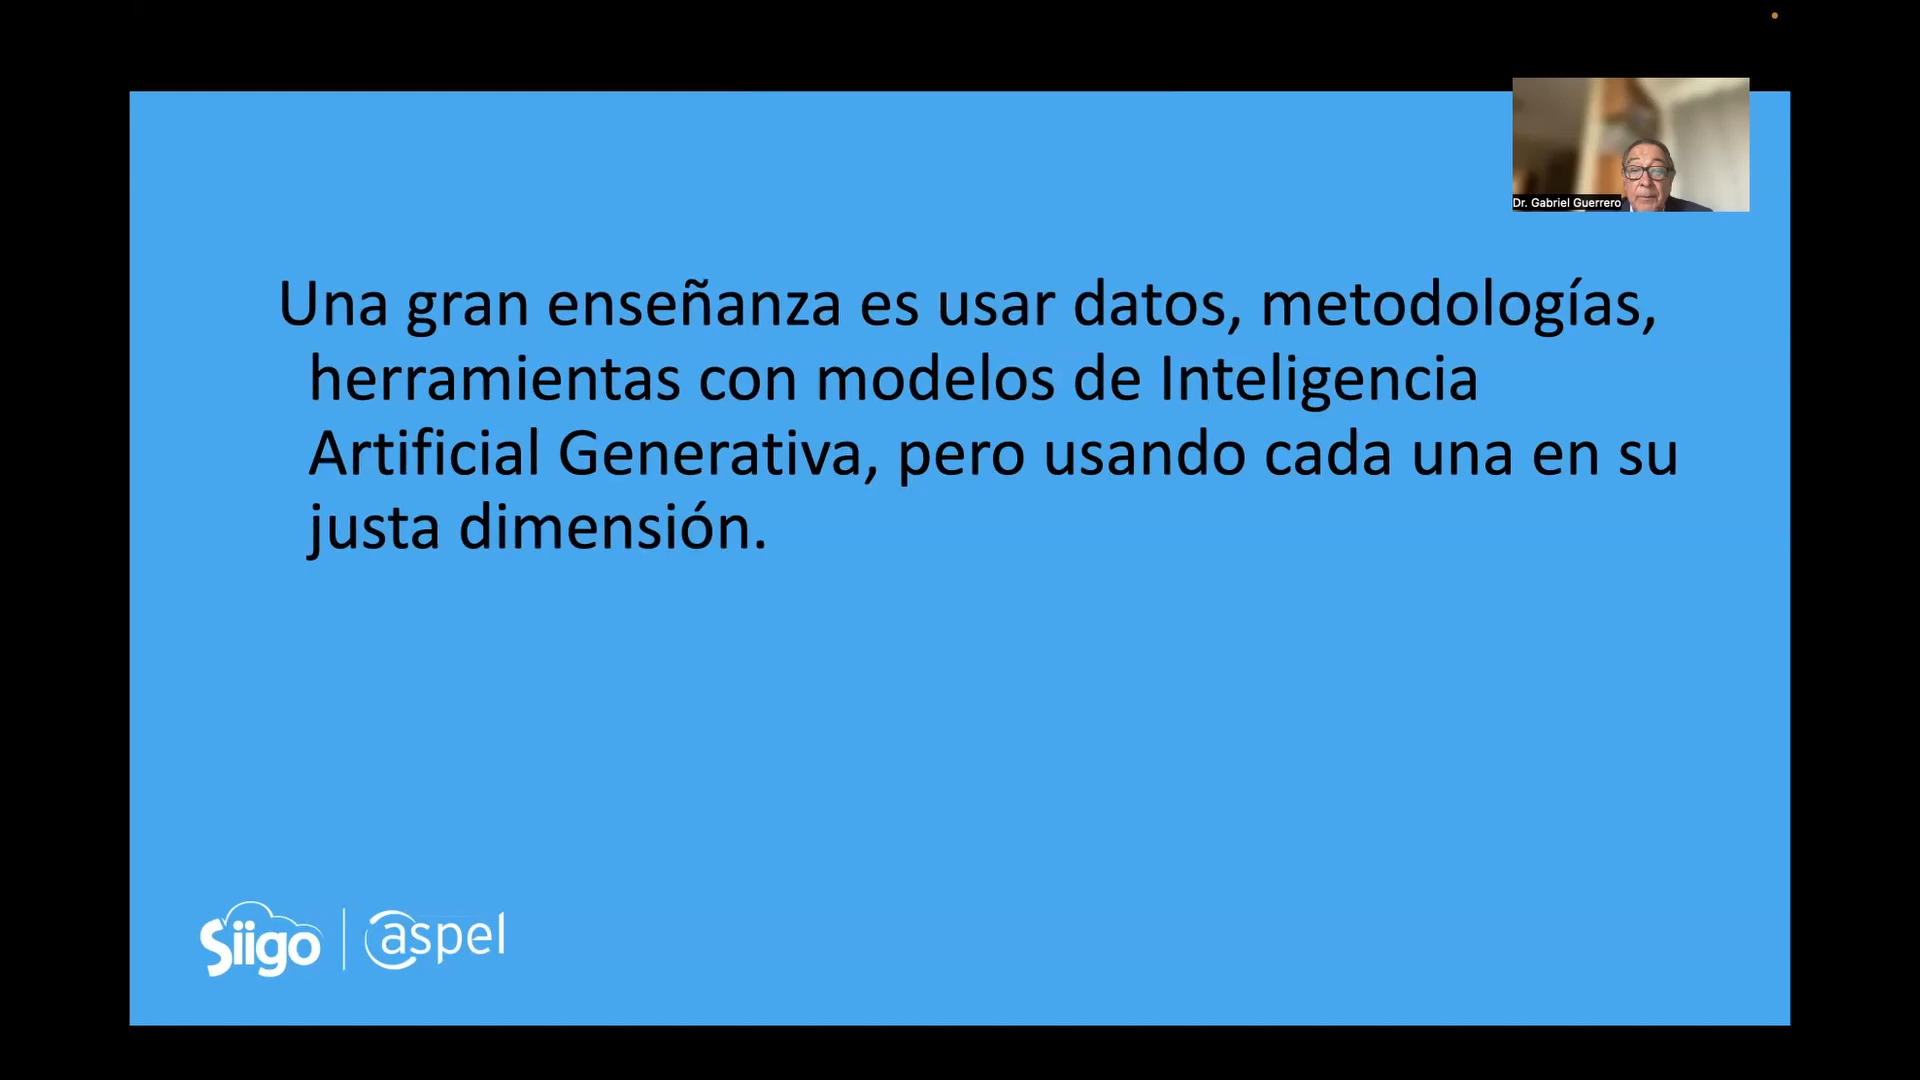 Dr. Gabriel Guerrero
Una gran enseñanza es usar datos, metodologías,
herramientas con modelos de Inteligencia
Artificial Generativa, pero usando cada una en su
justa dimensión.
Siigo | aspel